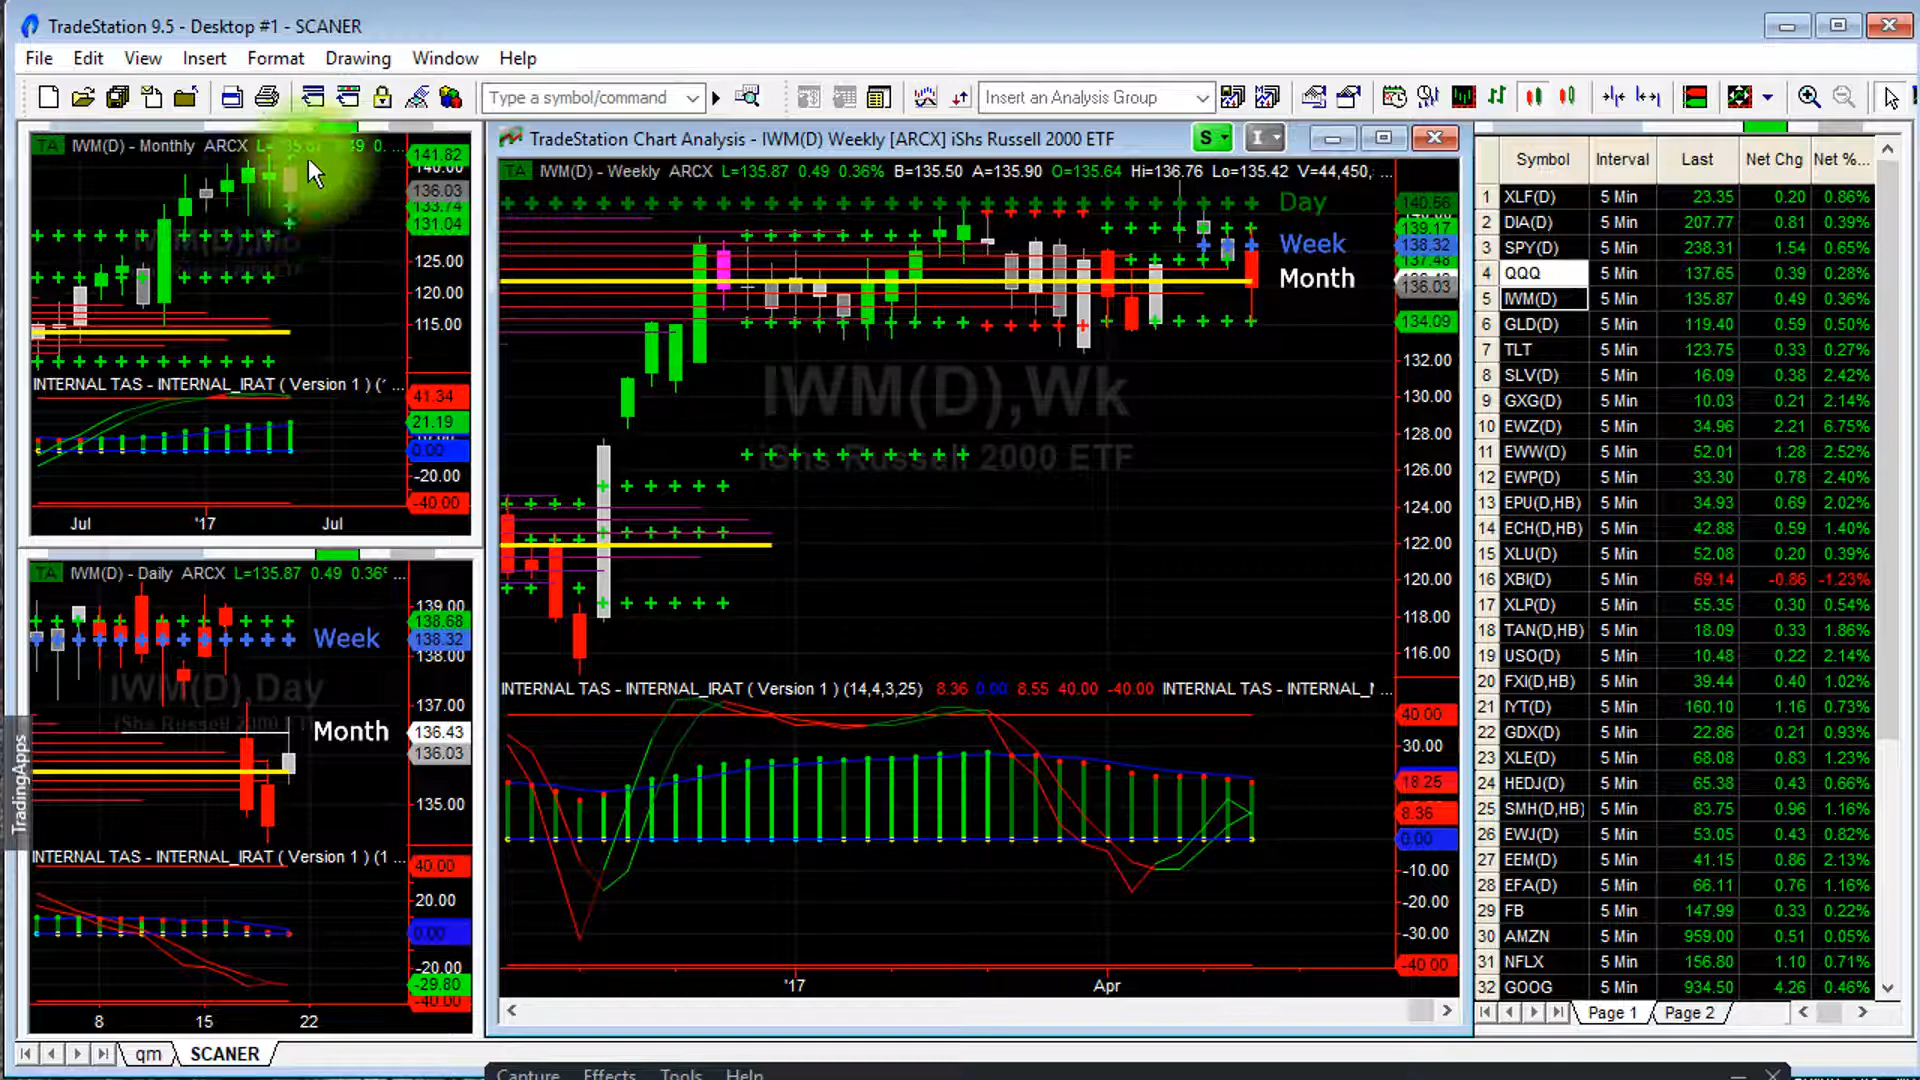 TradeStation 9.5 - Desktop #1 - SCANER
File Edit View Insert Format Drawing Window Help
Type a symbol/command
Insert an Analysis Group
TA IWM(D) - Monthly ARCX
141.82
136.03
131.04
125.00
120.00
115.00
INTERNAL TAS - INTERNAL_IRAT ( Version 1 ) (' ...
41.34
21.19
0.00
-20.00
-40.00
Jul '17 Jul
TA IWM(D) - Daily ARCX L=135.87 0.49 0.36% ...
139.00
138.68
Week
138.32
138.00
IWM(D),Day
iShs Russell 2000 ETF
137.00
Month
136.43
136.03
135.00
INTERNAL TAS - INTERNAL_IRAT ( Version 1 ) (1 ...
40.00
20.00
0.00
-20.00
-29.80
-40.00
8 15 22
TradingApps
qm SCANER
TradeStation Chart Analysis - IWM(D) Weekly [ARCX] iShs Russell 2000 ETF
S I
TA IWM(D) - Weekly ARCX L=135.87 0.49 0.36% B=135.50 A=135.90 O=135.64 Hi=136.76 Lo=135.42 V=44,450, ...
Day
140.56
139.17
Week
138.32
137.48
Month
136.03
134.09
132.00
130.00
IWM(D),Wk
128.00
iShs Russell 2000 ETF
126.00
124.00
122.00
120.00
118.00
116.00
INTERNAL TAS - INTERNAL_IRAT ( Version 1 ) (14,4,3,25) 8.36 0.00 8.55 40.00 -40.00 INTERNAL TAS - INTERNAL_ ...
40.00
30.00
18.25
8.36
0.00
-10.00
-20.00
-30.00
-40.00
'17 Apr
Symbol Interval Last Net Chg Net %...
1 XLF(D) 5 Min 23.35 0.20 0.86%
2 DIA(D) 5 Min 207.77 0.81 0.39%
3 SPY(D) 5 Min 238.31 1.54 0.65%
4 QQQ 5 Min 137.65 0.39 0.28%
5 IWM(D) 5 Min 135.87 0.49 0.36%
6 GLD(D) 5 Min 119.40 0.59 0.50%
7 TLT 5 Min 123.75 0.33 0.27%
8 SLV(D) 5 Min 16.09 0.38 2.42%
9 GXG(D) 5 Min 10.03 0.21 2.14%
10 EWZ(D) 5 Min 34.96 2.21 6.75%
11 EWW(D) 5 Min 52.01 1.28 2.52%
12 EWP(D) 5 Min 33.30 0.78 2.40%
13 EPU(D,HB) 5 Min 34.93 0.69 2.02%
14 ECH(D,HB) 5 Min 42.88 0.59 1.40%
15 XLU(D) 5 Min 52.08 0.20 0.39%
16 XBI(D) 5 Min 69.14 -0.86 -1.23%
17 XLP(D) 5 Min 55.35 0.30 0.54%
18 TAN(D,HB) 5 Min 18.09 0.33 1.86%
19 USO(D) 5 Min 10.48 0.22 2.14%
20 FXI(D,HB) 5 Min 39.44 0.40 1.02%
21 IYT(D) 5 Min 160.10 1.16 0.73%
22 GDX(D) 5 Min 22.86 0.21 0.93%
23 XLE(D) 5 Min 68.08 0.83 1.23%
24 HEDJ(D) 5 Min 65.38 0.43 0.66%
25 SMH(D,HB) 5 Min 83.75 0.96 1.16%
26 EWJ(D) 5 Min 53.05 0.43 0.82%
27 EEM(D) 5 Min 41.15 0.86 2.13%
28 EFA(D) 5 Min 66.11 0.76 1.16%
29 FB 5 Min 147.99 0.33 0.22%
30 AMZN 5 Min 959.00 0.51 0.05%
31 NFLX 5 Min 156.80 1.10 0.71%
32 GOOG 5 Min 934.50 4.26 0.46%
Page 1 Page 2
Capture Effects Tools Help